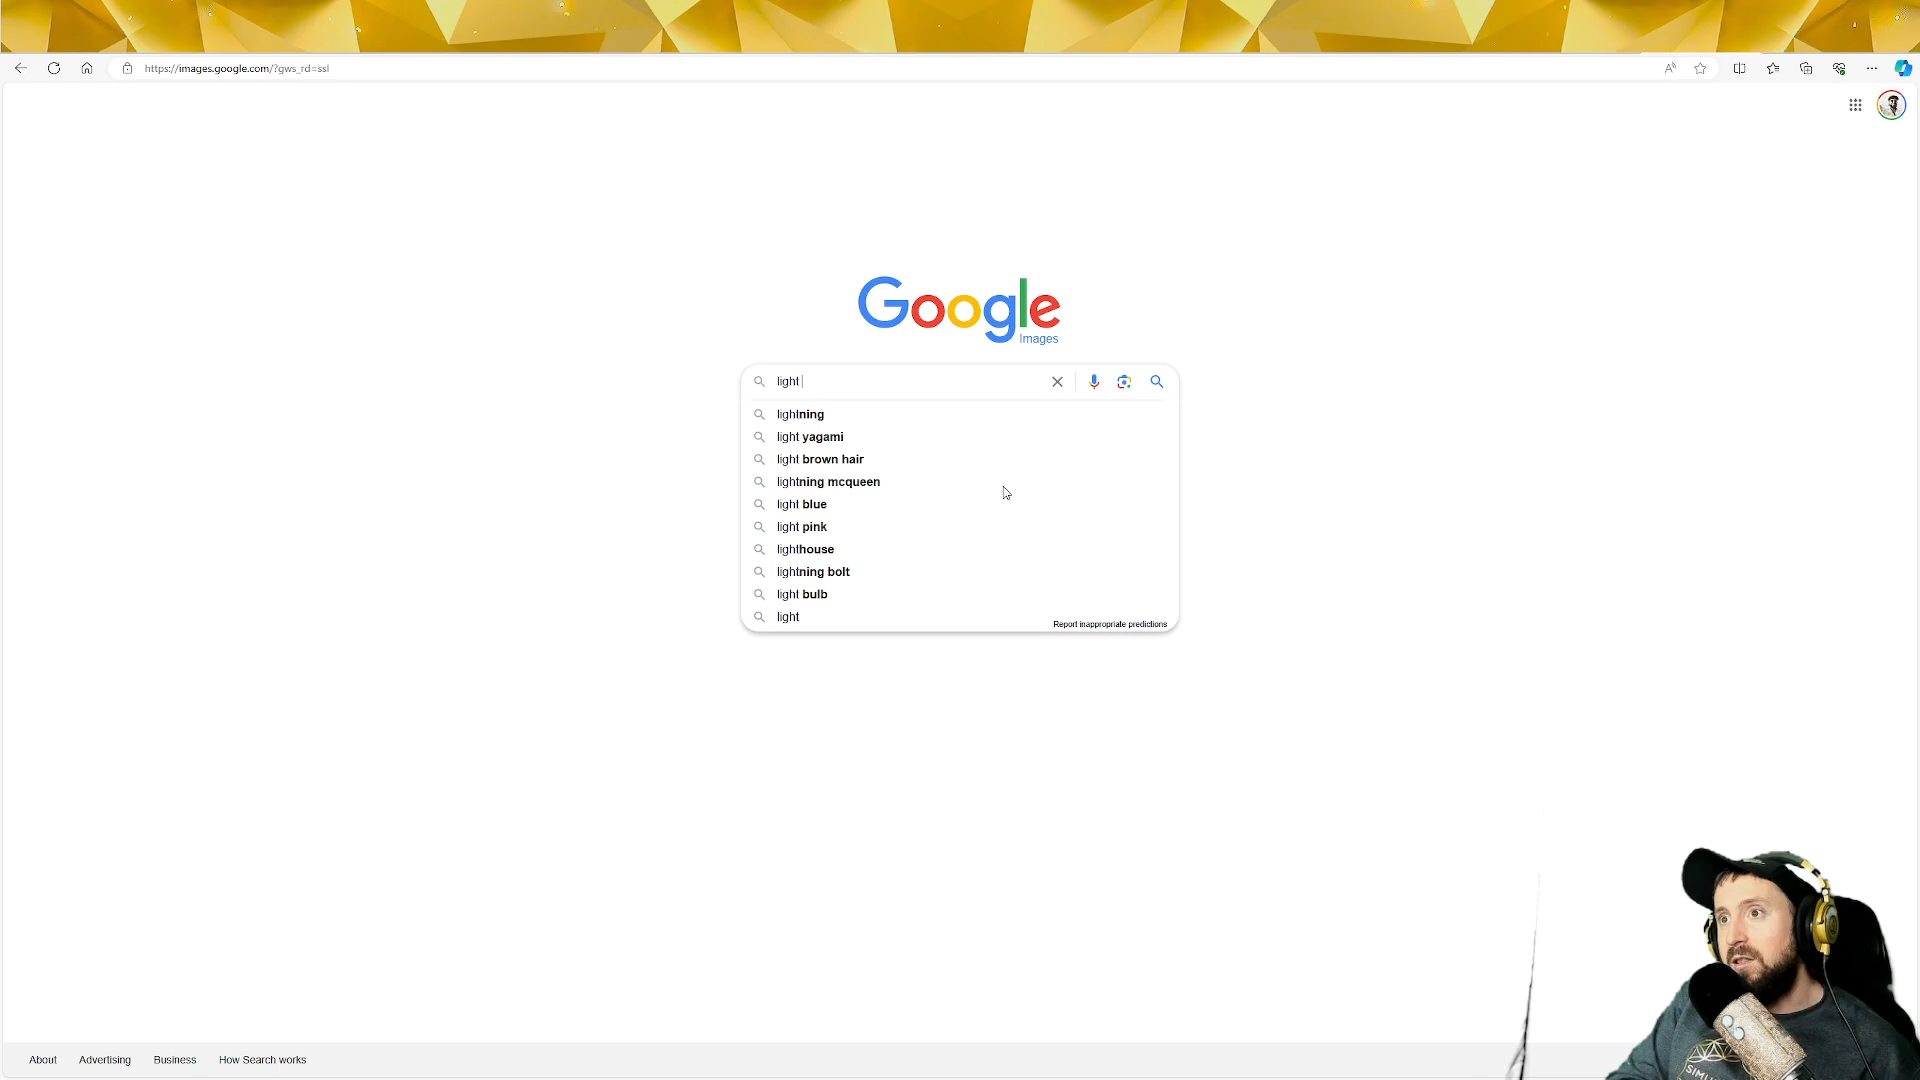 https://images.google.com/?gws_rd=ssl
Google
Images
light
lightning
light yagami
light brown hair
lightning mcqueen
light blue
light pink
lighthouse
lightning bolt
light bulb
light
Report inappropriate predictions
About Advertising Business How Search works